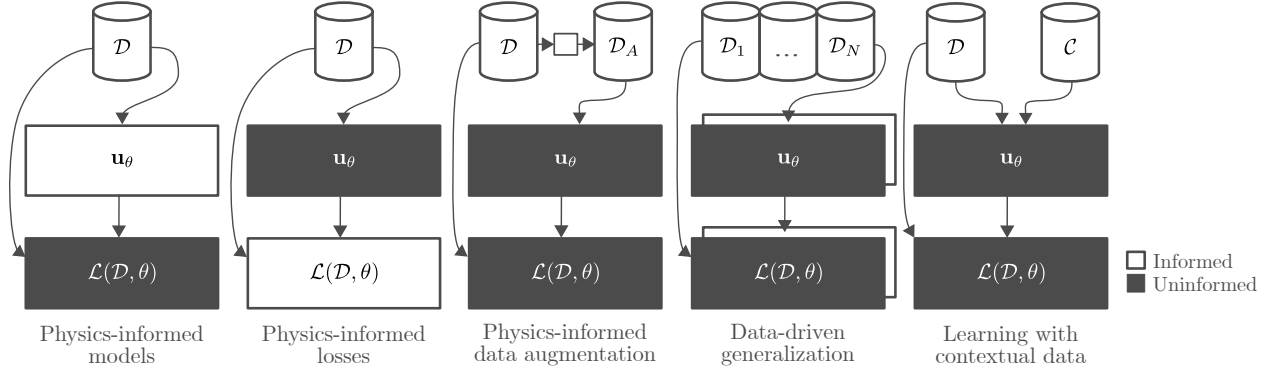 𝒟
𝒟
𝒟
𝒟_A
𝒟_1
...
𝒟_N
𝒟
𝒞
u_θ
u_θ
u_θ
u_θ
u_θ
ℒ(𝒟, θ)
ℒ(𝒟, θ)
ℒ(𝒟, θ)
ℒ(𝒟, θ)
ℒ(𝒟, θ)
Informed
Uninformed
Physics-informed
models
Physics-informed
losses
Physics-informed
data augmentation
Data-driven
generalization
Learning with
contextual data